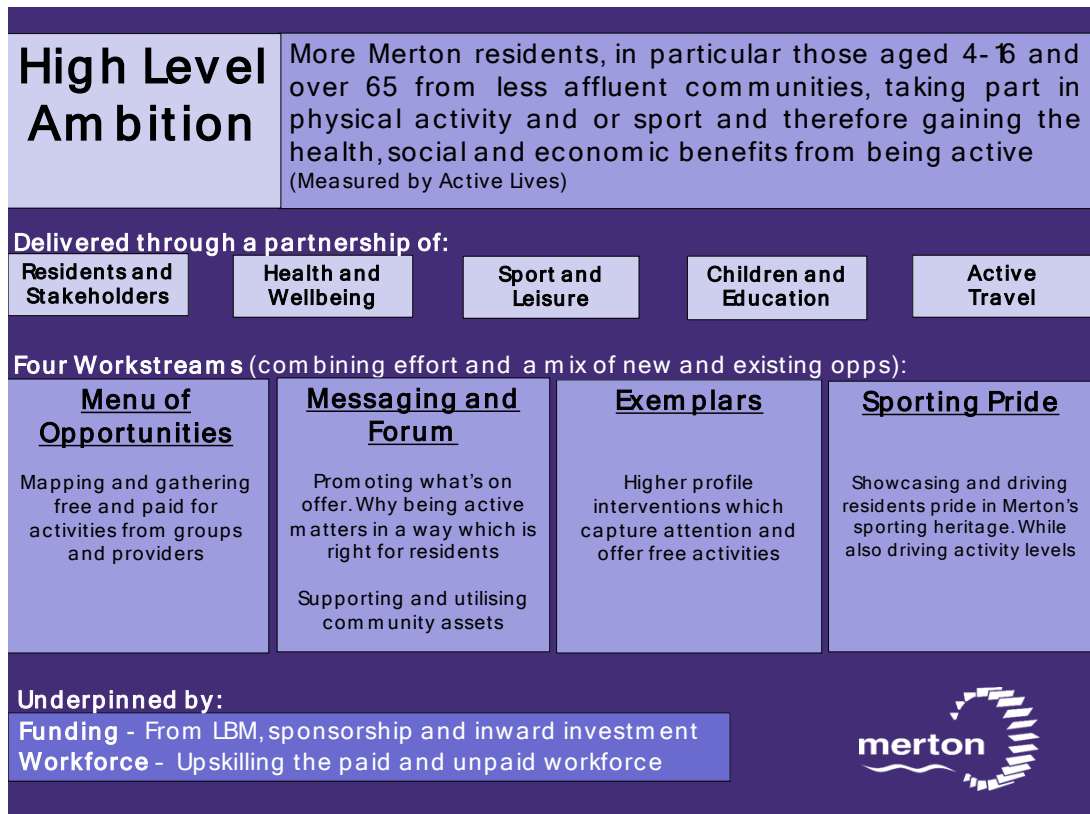 High Level
Ambition
More Merton residents, in particular those aged 4-16 and
over 65 from less affluent communities, taking part in
physical activity and or sport and therefore gaining the
health, social and economic benefits from being active
(Measured by Active Lives)
Delivered through a partnership of:
Residents and
Stakeholders
Health and
Wellbeing
Sport and
Leisure
Children and
Education
Active
Travel
Four Workstreams (combining effort and a mix of new and existing opps):
Menu of
Opportunities
Mapping and gathering
free and paid for
activities from groups
and providers
Messaging and
Forum
Promoting what's on
offer. Why being active
matters in a way which is
right for residents
Supporting and utilising
community assets
Exemplars
Higher profile
interventions which
capture attention and
offer free activities
Sporting Pride
Showcasing and driving
residents pride in Merton's
sporting heritage. While
also driving activity levels
Underpinned by:
Funding - From LBM, sponsorship and inward investment
Workforce - Upskilling the paid and unpaid workforce
merton